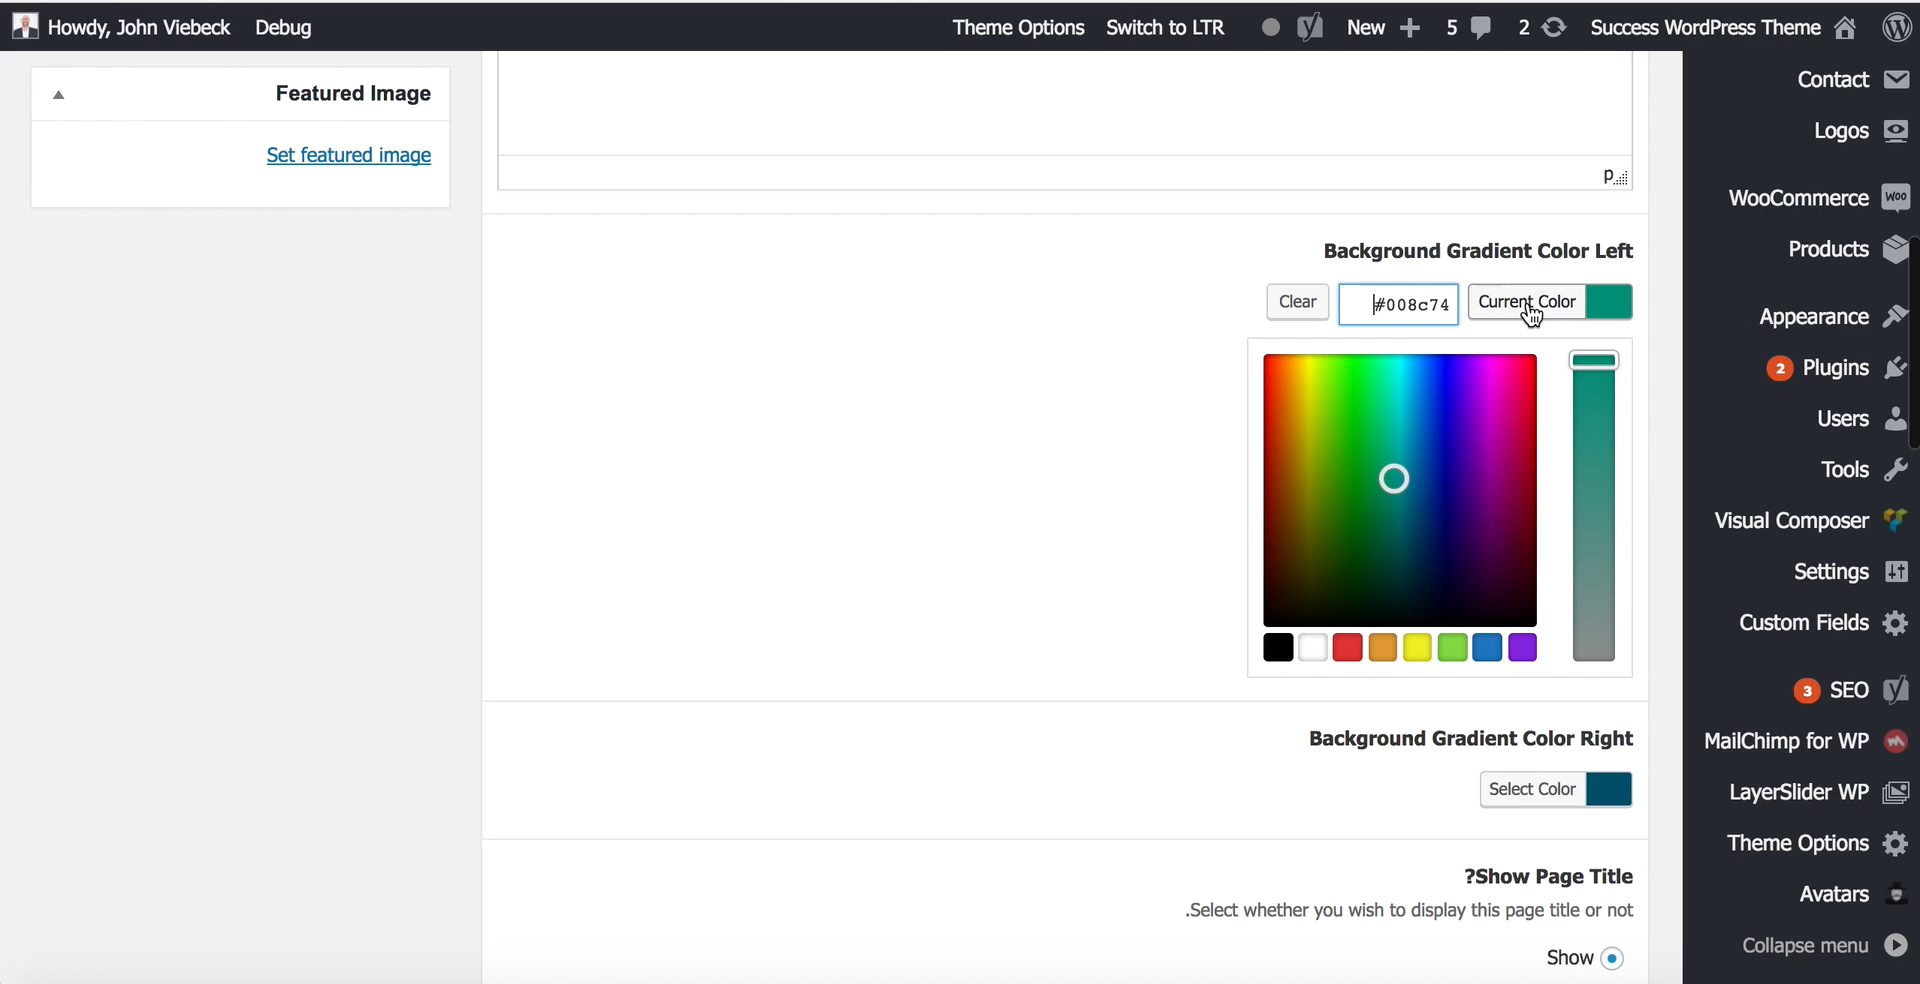 Howdy, John Viebeck
Debug
Theme Options
Switch to LTR
New
5
2
Success WordPress Theme
Featured Image
Set featured image
p
Background Gradient Color Left
Clear
#008c74
Current Color
Background Gradient Color Right
Select Color
?Show Page Title
.Select whether you wish to display this page title or not
Show
Contact
Logos
WooCommerce
Woo
Products
Appearance
2 Plugins
Users
Tools
Visual Composer
Settings
Custom Fields
3 SEO
MailChimp for WP
LayerSlider WP
Theme Options
Avatars
Collapse menu